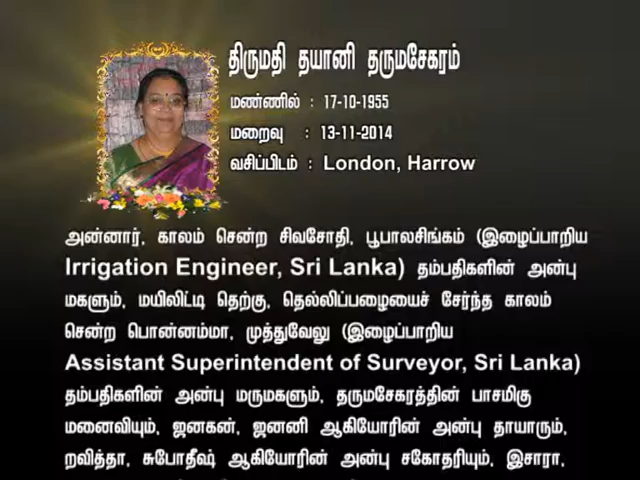 திருமதி தயானி தருமசேகரம்
மண்ணில் : 17-10-1955
மறைவு : 13-11-2014
வசிப்பிடம் : London, Harrow
அன்னார், காலம் சென்ற சிவசோதி, பூபாலசிங்கம் (இழைப்பாறிய
Irrigation Engineer, Sri Lanka) தம்பதிகளின் அன்பு
மகளும், மயிலிட்டி தெற்கு, தெல்லிப்பழையைச் சேர்ந்த காலம்
சென்ற பொன்னம்மா, முத்துவேலு (இழைப்பாறிய
Assistant Superintendent of Surveyor, Sri Lanka)
தம்பதிகளின் அன்பு மருமகளும், தருமசேகரத்தின் பாசமிகு
மனைவியும், ஜனகன், ஜனனி ஆகியோரின் அன்பு தாயாரும்,
றவித்தா, சுபோதீஷ் ஆகியோரின் அன்பு சகோதரியும், இசாரா,